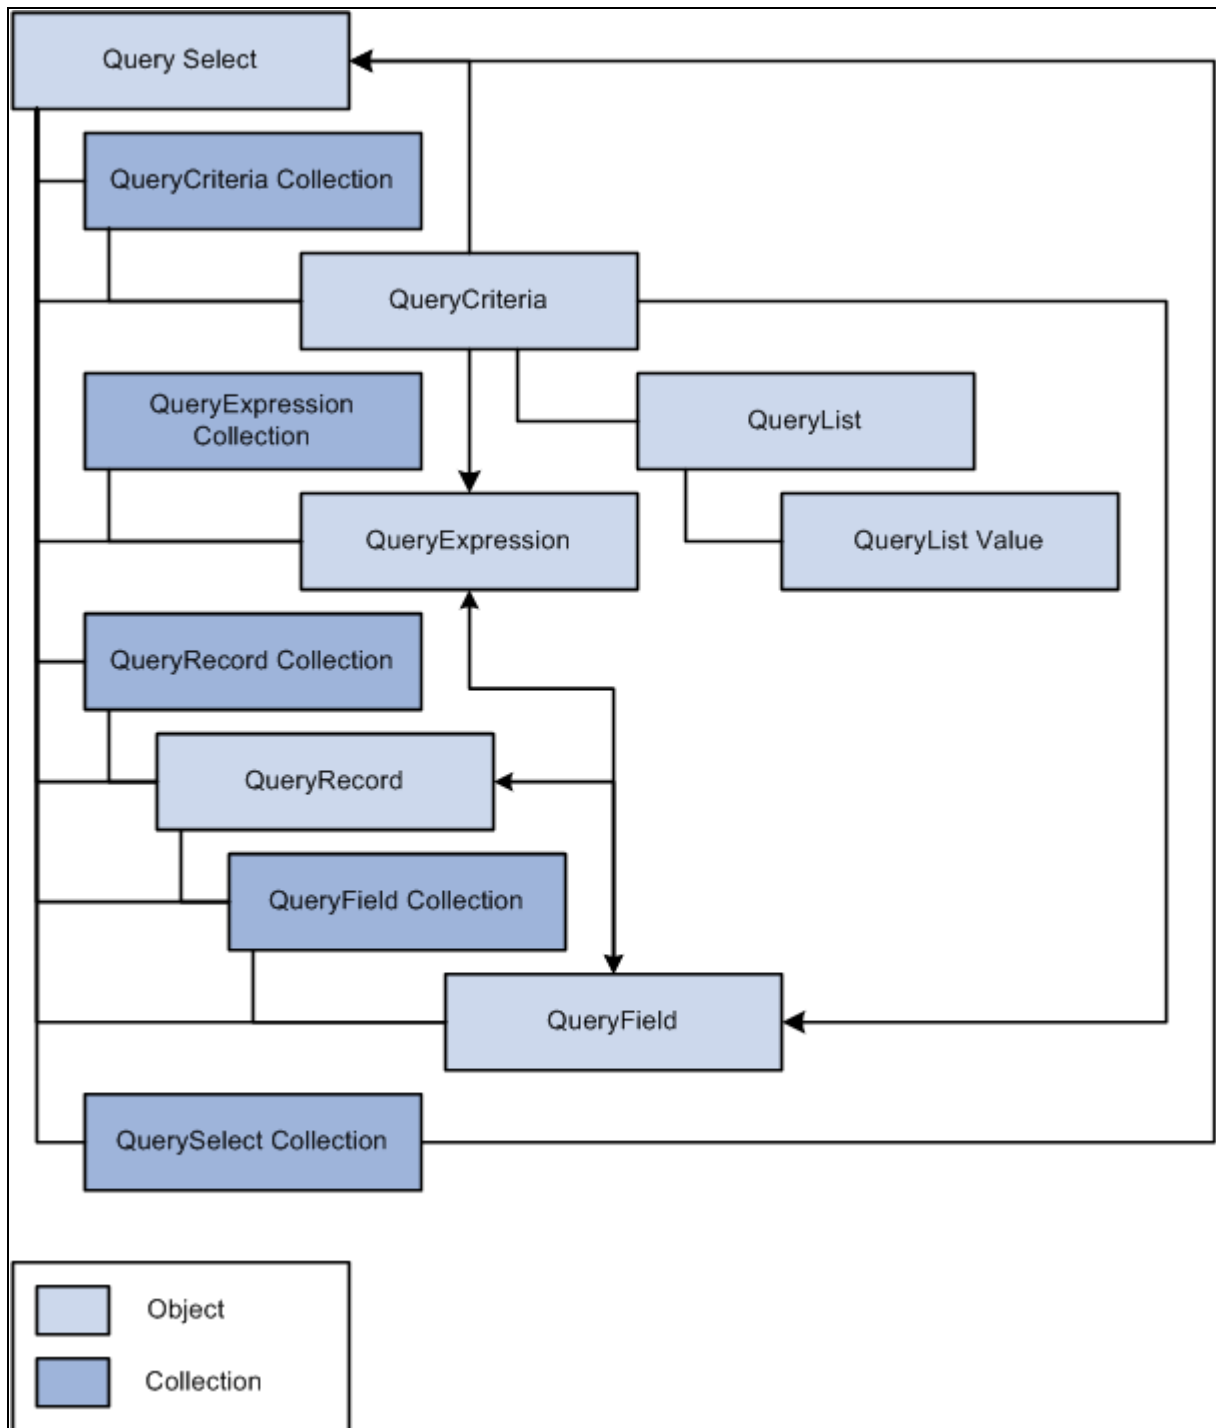 Query Select
QueryCriteria Collection
QueryCriteria
QueryExpression
Collection
QueryList
QueryExpression
QueryList Value
QueryRecord Collection
QueryRecord
QueryField Collection
QueryField
QuerySelect Collection
Object
Collection